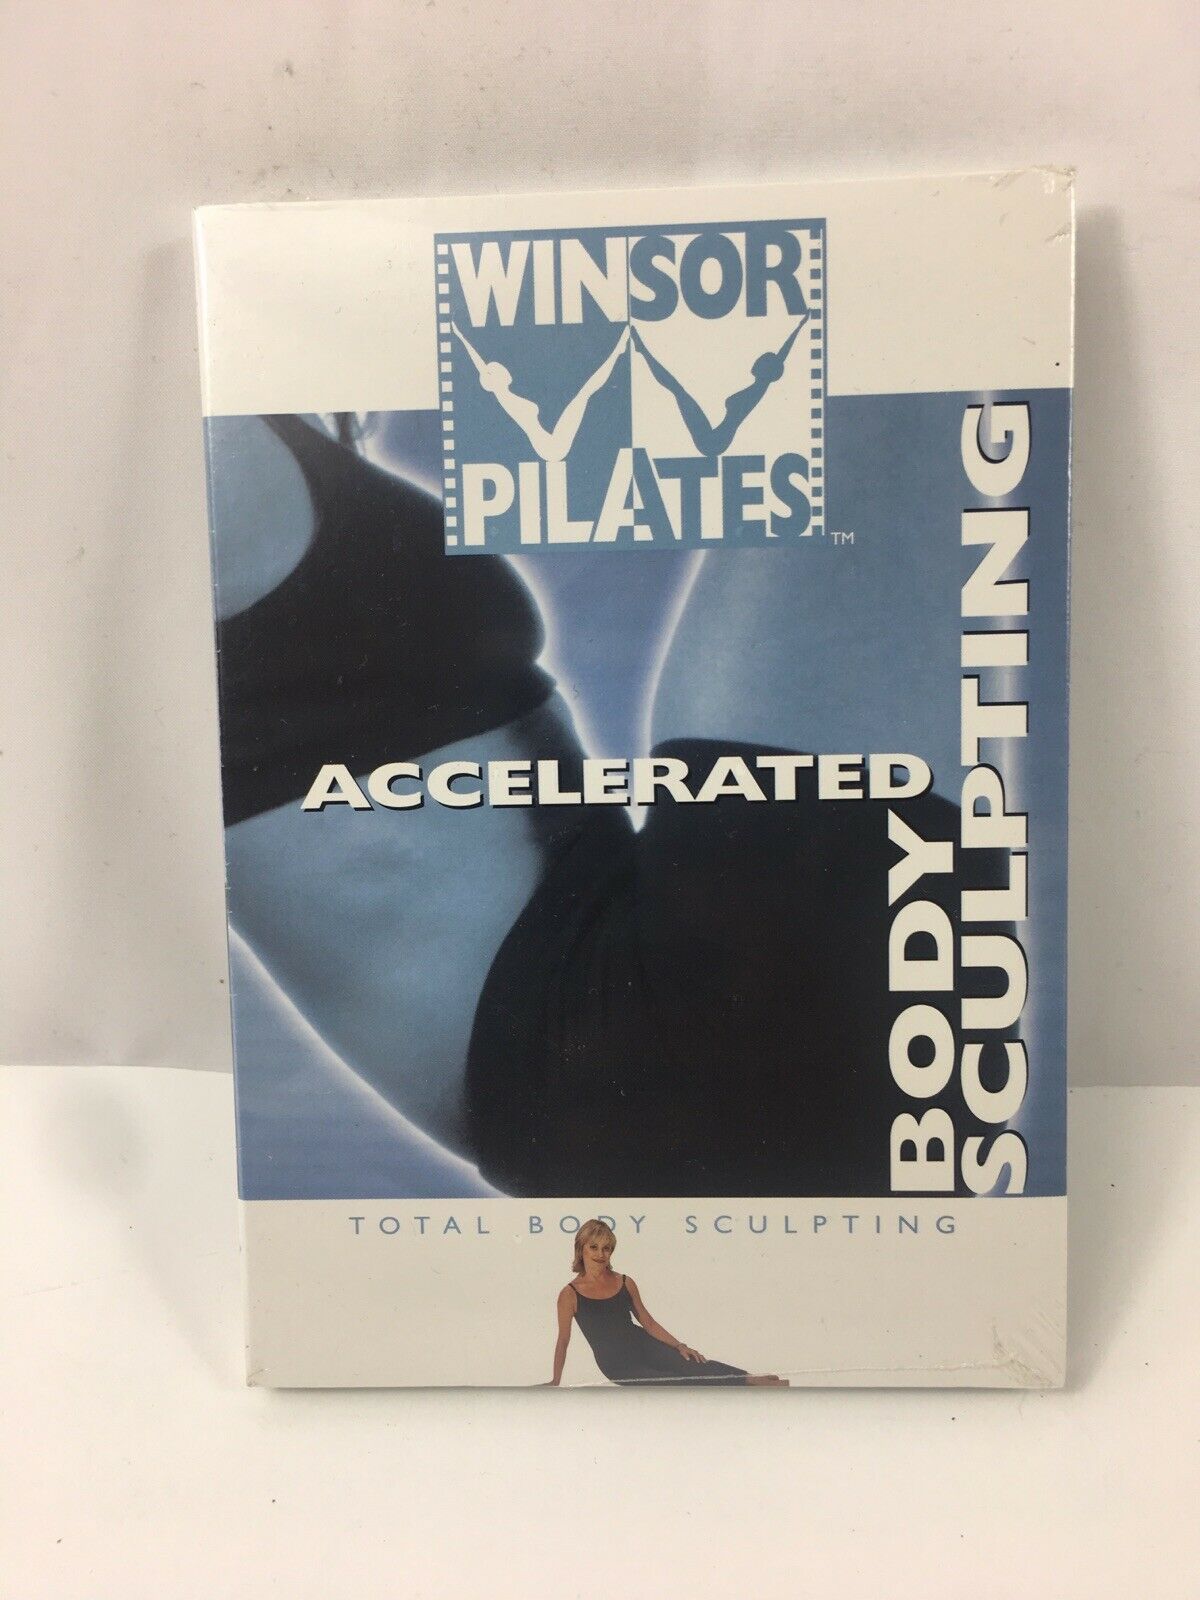 WINSOR
PILATES
TM
ACCELERATED
BODY
SCULPTING
TOTAL BODY SCULPTING